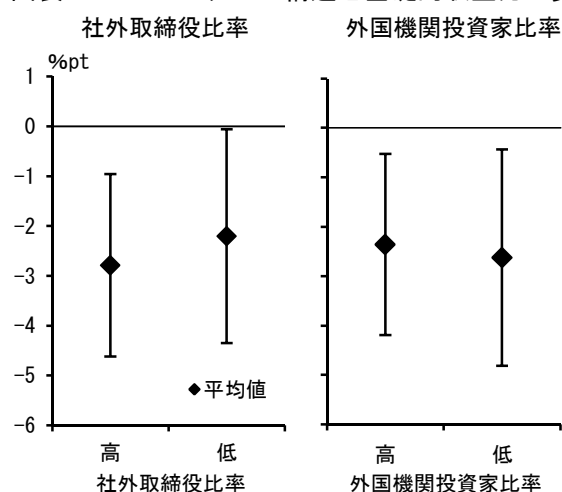 社外取締役比率
外国機関投資家比率
%pt
1
0
-1
-2
-3
-4
-5
-6
◆平均値
高
低
社外取締役比率
高
低
外国機関投資家比率